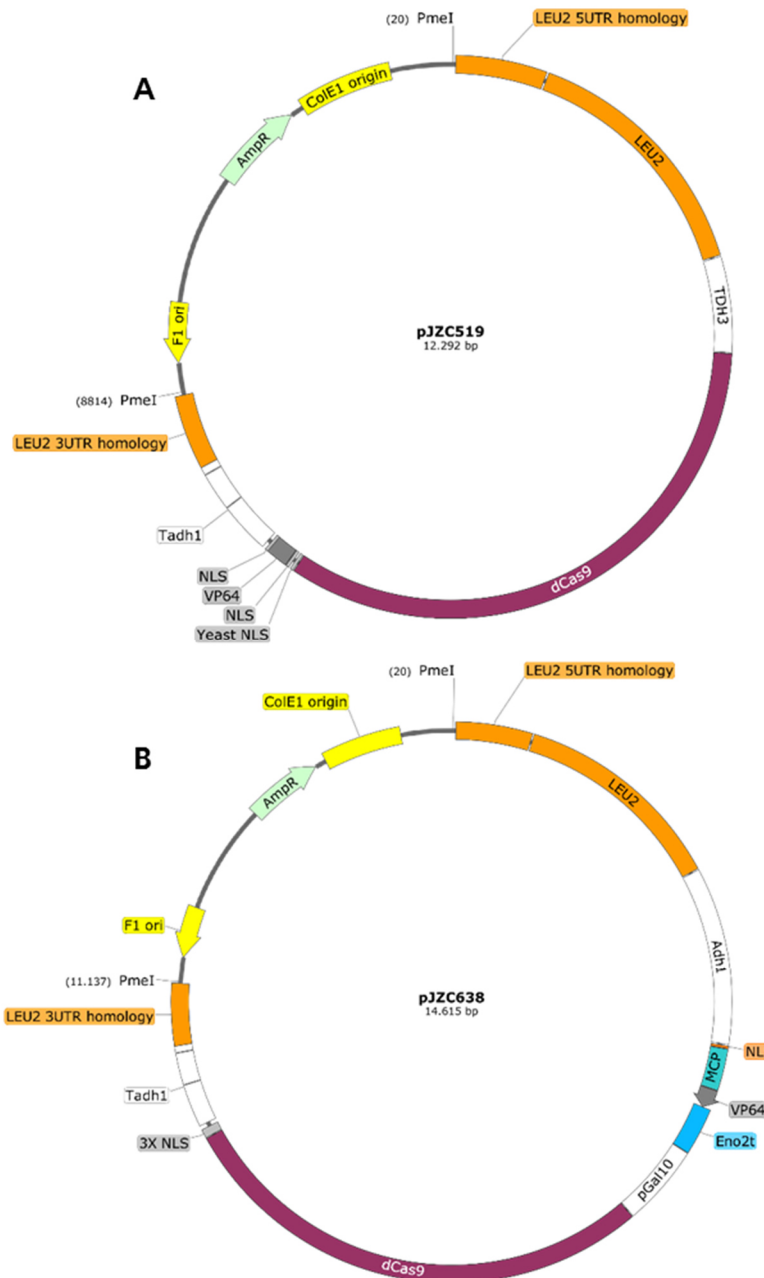 A
(20) PmeI
LEU2 5UTR homology
ColE1 origin
AmpR
LEU2
TDH3
F1 ori
pJZC519
12.292 bp
(8814) PmeI
LEU2 3UTR homology
Tadh1
NLS
VP64
NLS
Yeast NLS
dCas9
B
(20) PmeI
LEU2 5UTR homology
ColE1 origin
AmpR
LEU2
F1 ori
Adh1
(11.137) PmeI
pJZC638
14.615 bp
LEU2 3UTR homology
NL
MCP
Tadh1
VP64
Eno2t
3X NLS
pGal10
dCas9